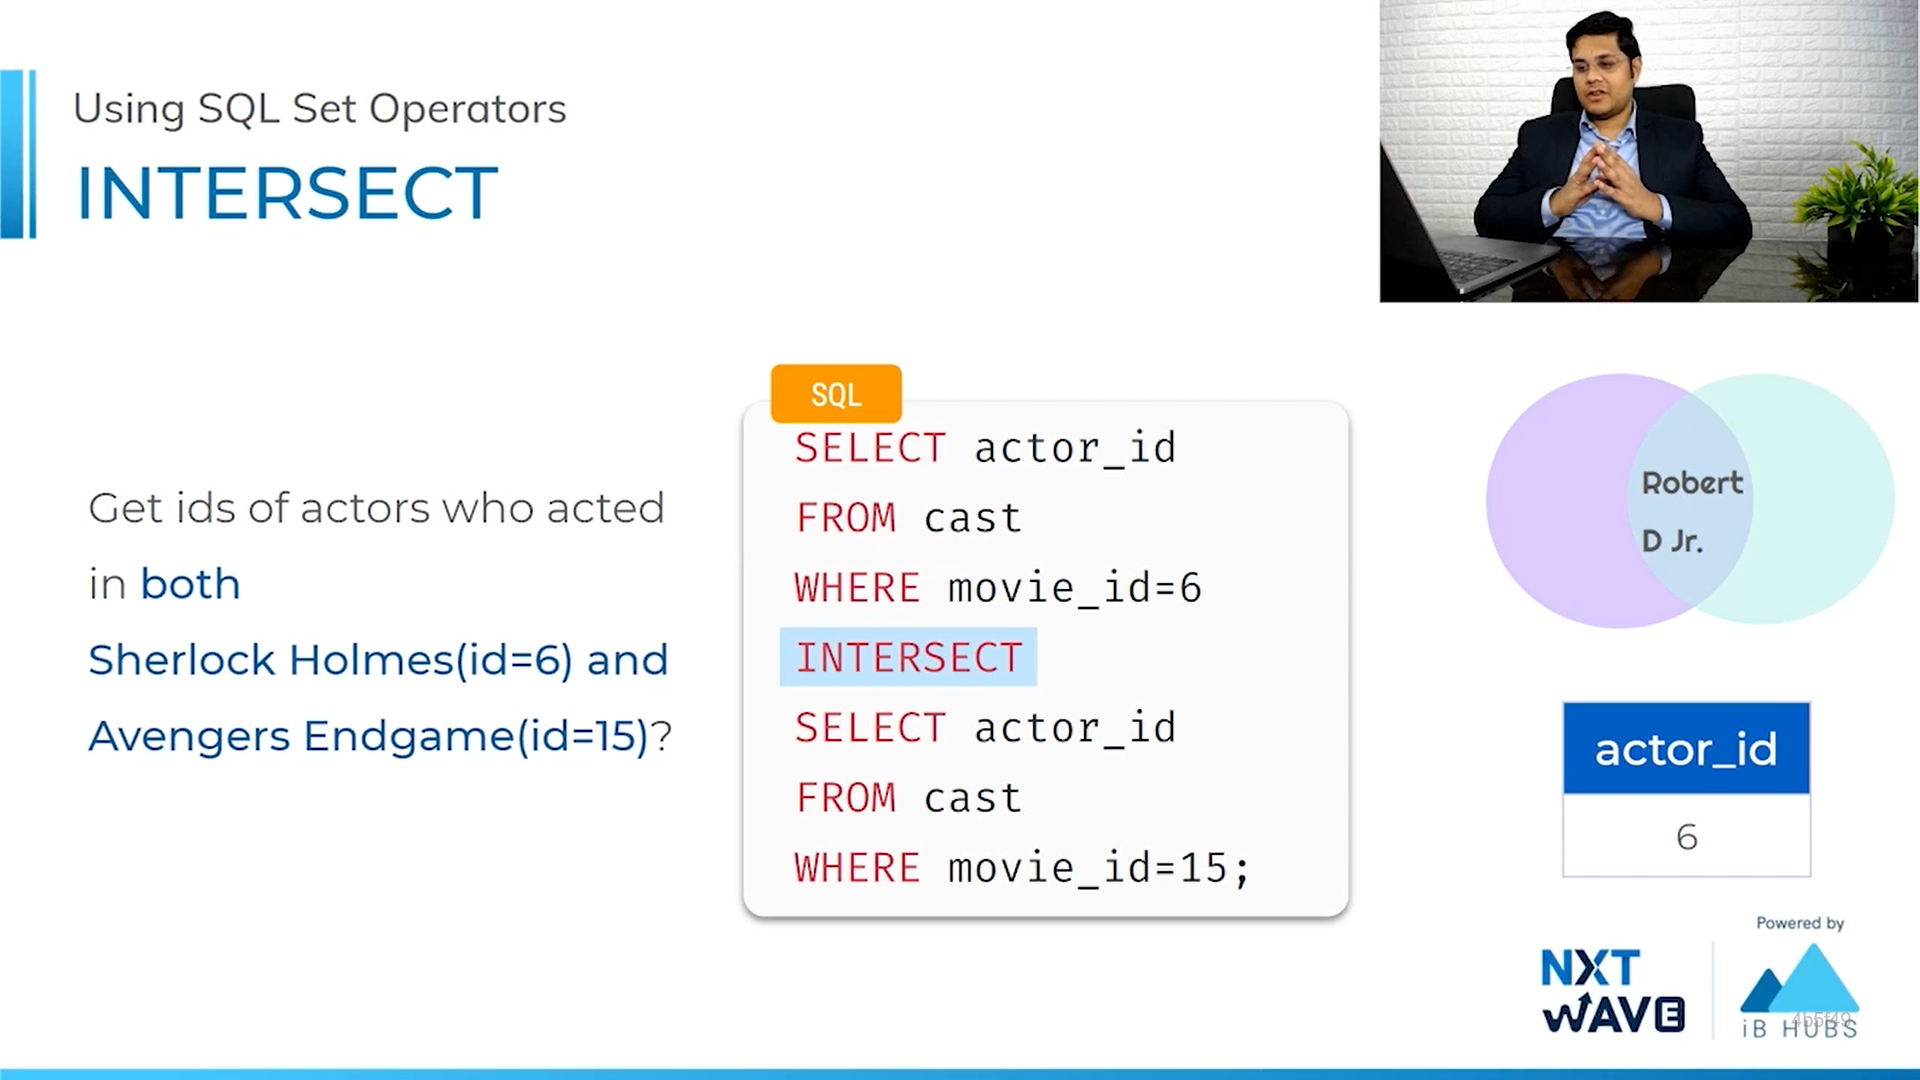 Using SQL Set Operators
INTERSECT
Get ids of actors who acted
in both
Sherlock Holmes(id=6) and
Avengers Endgame(id=15)?
SQL
SELECT actor_id
FROM cast
WHERE movie_id=6
INTERSECT
SELECT actor_id
FROM cast
WHERE movie_id=15;
Robert
D Jr.
actor_id
6
Powered by
NXT
WAVE
iB HUBS
4b5f49